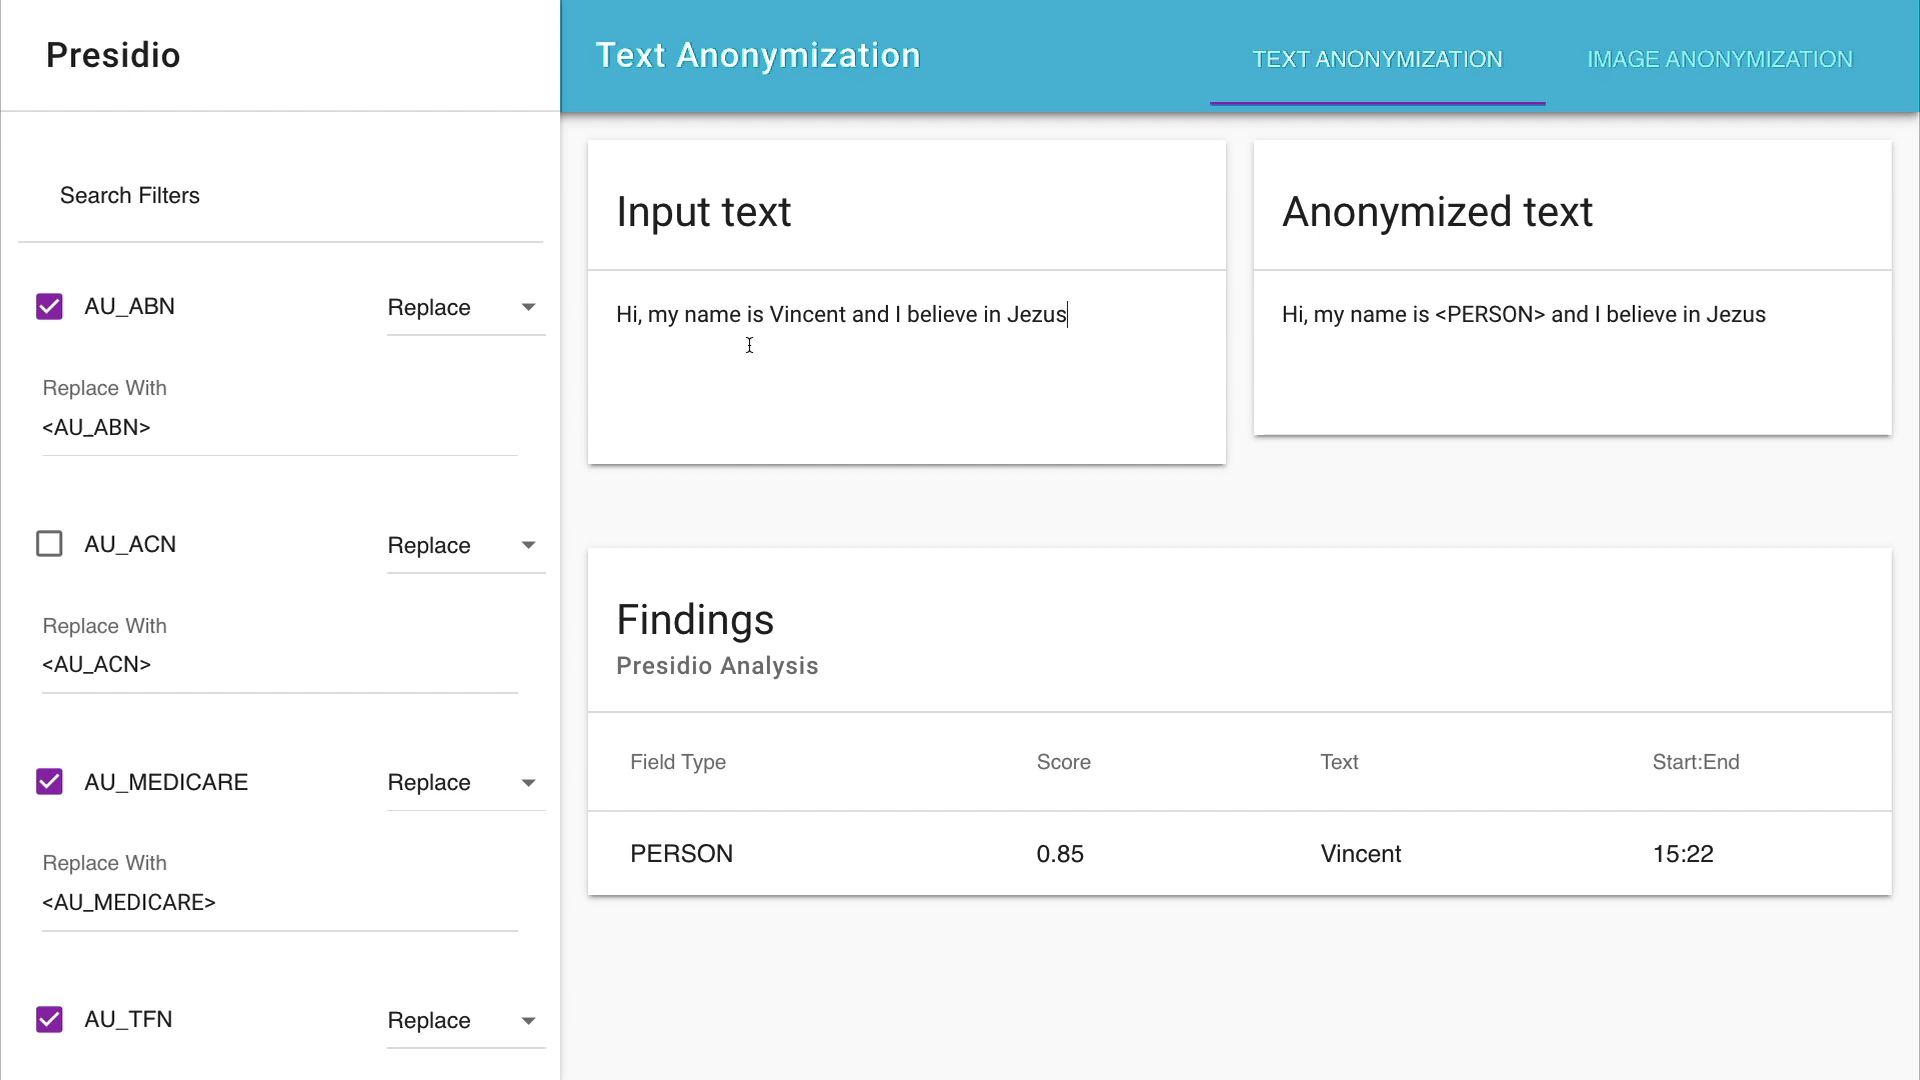 Presidio
Text Anonymization
TEXT ANONYMIZATION
IMAGE ANONYMIZATION
Search Filters
AU_ABN
Replace
Replace With
<AU_ABN>
AU_ACN
Replace
Replace With
<AU_ACN>
AU_MEDICARE
Replace
Replace With
<AU_MEDICARE>
AU_TFN
Replace
Input text
Hi, my name is Vincent and I believe in Jezus
Anonymized text
Hi, my name is <PERSON> and I believe in Jezus
Findings
Presidio Analysis
Field Type Score Text Start:End
PERSON 0.85 Vincent 15:22